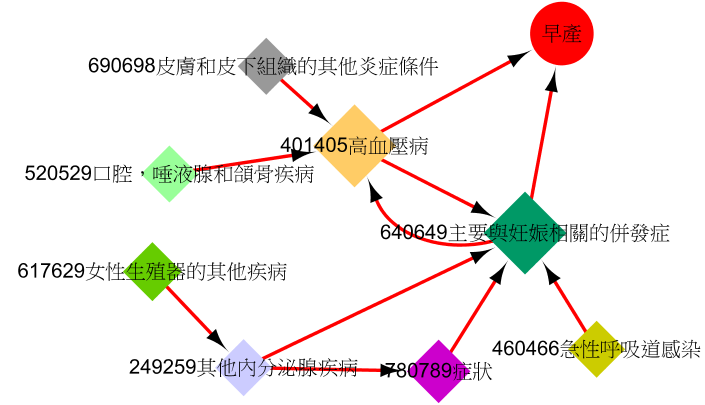 早產
690698皮膚和皮下組織的其他炎症條件
401405高血壓病
520529口腔，唾液腺和頜骨疾病
640649主要與妊娠相關的併發症
617629女性生殖器的其他疾病
460466急性呼吸道感染
249259其他內分泌腺疾病
780789症狀